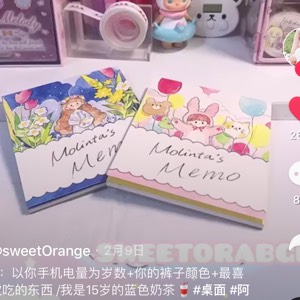 Melody
Molinta's
Memo
Molinta's
Memo
SWEETORABGE
@sweetOrange · 2月9日
：以你手机电量为岁数+你的裤子颜色+最喜
吃的东西 /我是15岁的蓝色奶茶🥤 #桌面 #阿